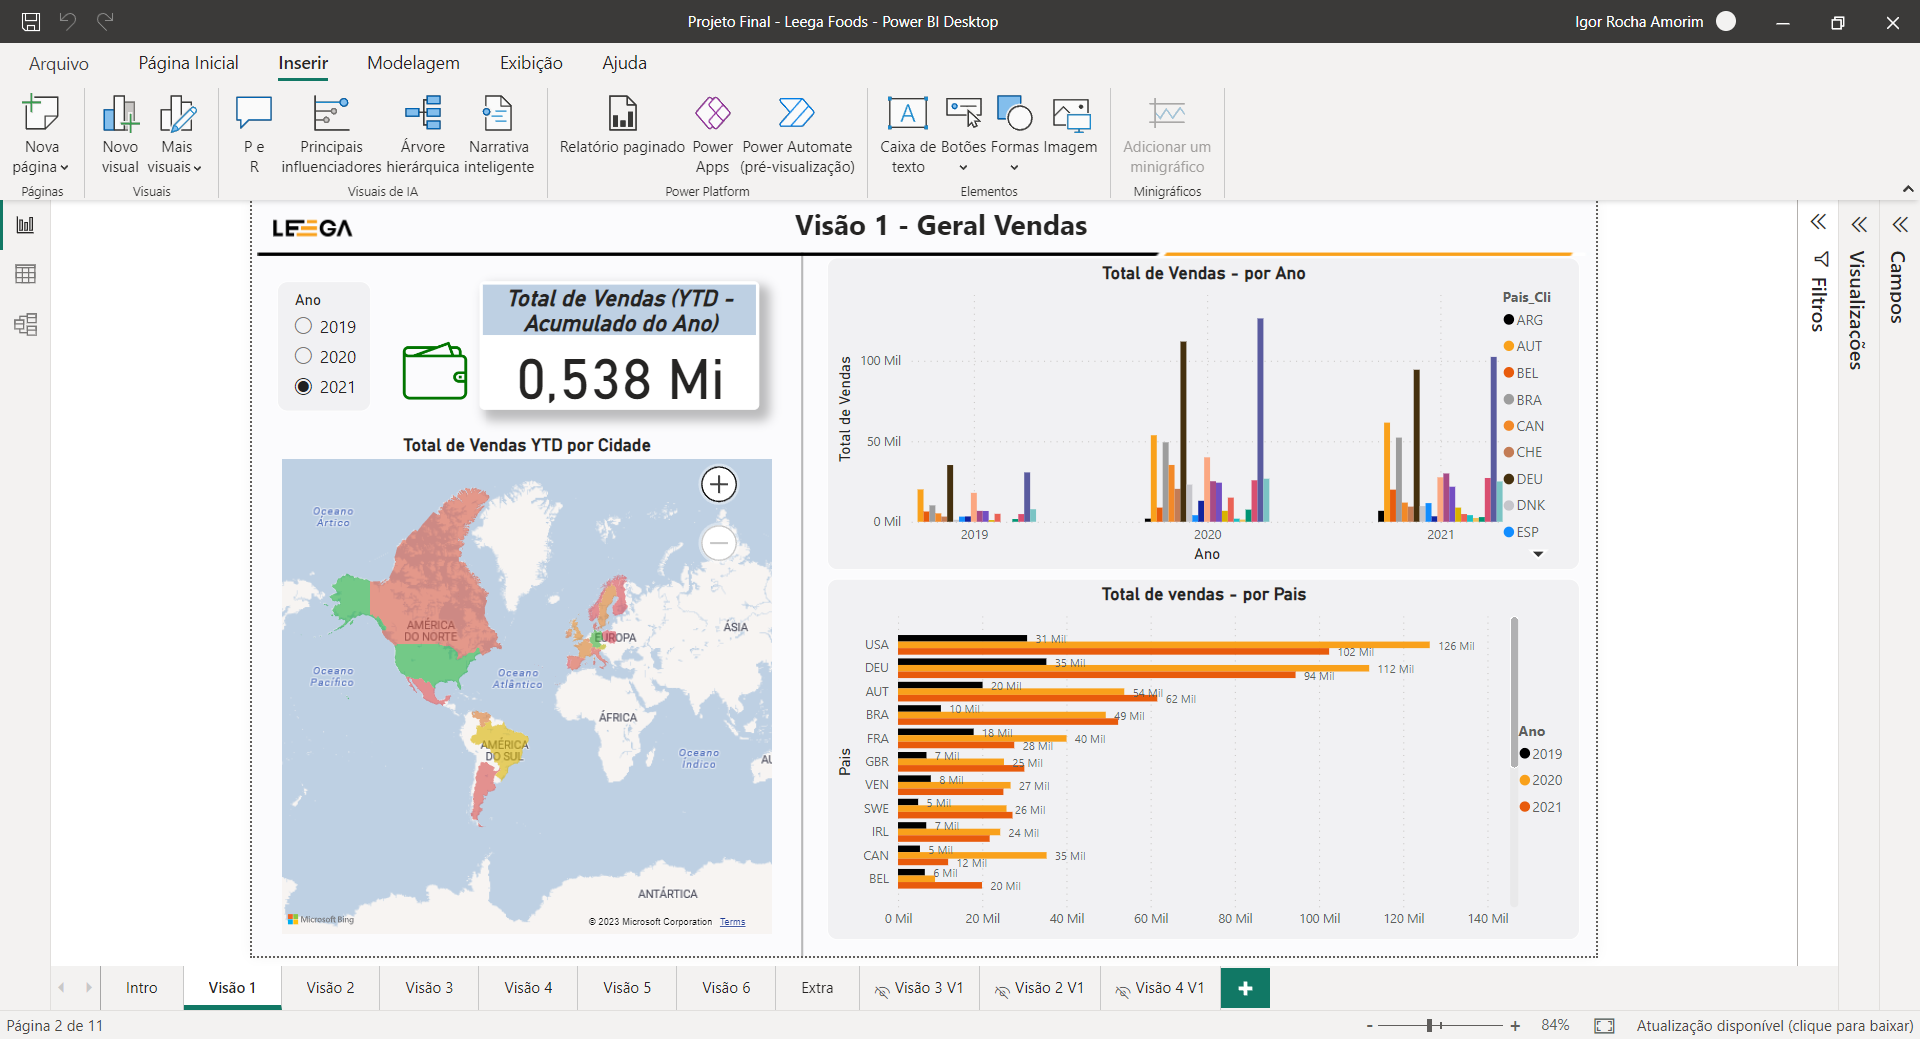 Projeto Final - Leega Foods - Power BI Desktop
Igor Rocha Amorim
Arquivo
Página Inicial
Inserir
Modelagem
Exibição
Ajuda
Nova página
Novo visual
Mais visuais
P e R
Principais influenciadores
Árvore hierárquica
Narrativa inteligente
Relatório paginado
Power Apps
Power Automate (pré-visualização)
Caixa de texto
Botões
Formas
Imagem
Adicionar um minigráfico
Páginas
Visuais
Visuais de IA
Power Platform
Elementos
Minigráficos
LEEGA
Visão 1 - Geral Vendas
Ano
2019
2020
2021
Total de Vendas (YTD -
Acumulado do Ano)
0,538 Mi
Total de Vendas YTD por Cidade
Oceano
Ártico
AMÉRICA
DO NORTE
EUROPA
ÁSIA
Oceano
Pacífico
Oceano
Atlântico
ÁFRICA
AMÉRICA
DO SUL
Oceano
Índico
AU
ANTÁRTICA
Microsoft Bing
© 2023 Microsoft Corporation Terms
Total de Vendas - por Ano
Total de Vendas
100 Mil
50 Mil
0 Mil
2019
2020
2021
Ano
Pais_Cli
ARG
AUT
BEL
BRA
CAN
CHE
DEU
DNK
ESP
Total de vendas - por Pais
Pais
USA
31 Mil
126 Mil
102 Mil
DEU
35 Mil
112 Mil
94 Mil
AUT
20 Mil
54 Mil
62 Mil
BRA
10 Mil
49 Mil
FRA
18 Mil
40 Mil
28 Mil
GBR
7 Mil
25 Mil
VEN
8 Mil
27 Mil
SWE
5 Mil
26 Mil
IRL
7 Mil
24 Mil
CAN
5 Mil
35 Mil
12 Mil
BEL
6 Mil
20 Mil
0 Mil
20 Mil
40 Mil
60 Mil
80 Mil
100 Mil
120 Mil
140 Mil
Ano
2019
2020
2021
Filtros
Visualizações
Campos
Intro
Visão 1
Visão 2
Visão 3
Visão 4
Visão 5
Visão 6
Extra
Visão 3 V1
Visão 2 V1
Visão 4 V1
Página 2 de 11
84%
Atualização disponível (clique para baixar)